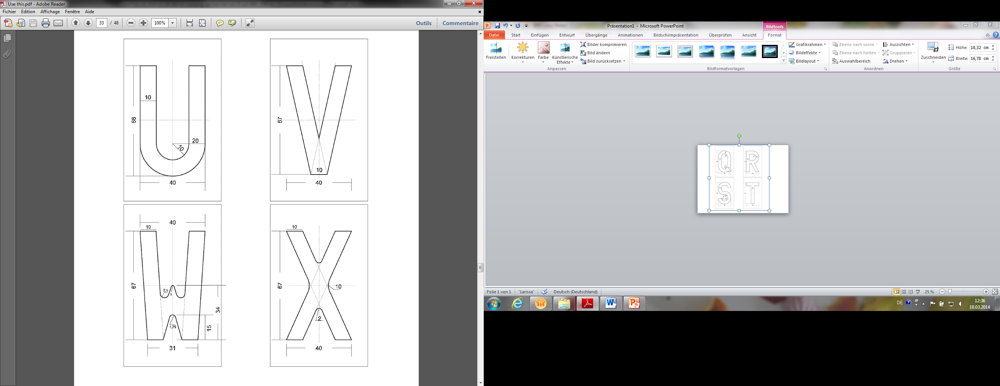 Use this.pdf - Adobe Reader
Fichier Edition Affichage Fenêtre Aide
33 / 48
100%
Outils
Commentaire
10
68
20
10
40
67
10
40
40
10
67
2.5
1
34
1,75
15
31
10
67
10
2
40
Präsentation1 - Microsoft PowerPoint
Bildtools
Datei Start Einfügen Entwurf Übergänge Animationen Bildschirmpräsentation Überprüfen Ansicht Format
Freistellen
Korrekturen
Farbe
Künstlerische Effekte
Bilder komprimieren
Bild ändern
Bild zurücksetzen
Anpassen
Bildformatvorlagen
Grafikrahmen
Bildeffekte
Bildlayout
Ebene nach vorne
Ebene nach hinten
Auswahlbereich
Ausrichten
Gruppieren
Drehen
Anordnen
Zuschneiden
Höhe: 18,32 cm
Breite: 16,78 cm
Größe
Q R
S T
Folie 1 von 1 "Larissa" Deutsch (Deutschland)
25 %
DE
12:36
10.03.2014